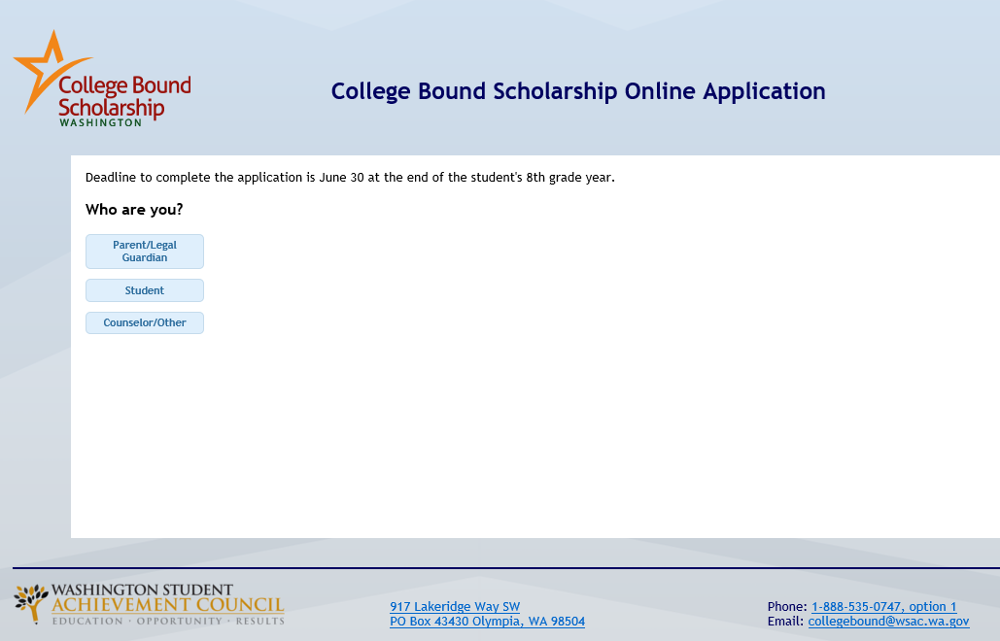 College Bound
Scholarship
WASHINGTON
College Bound Scholarship Online Application
Deadline to complete the application is June 30 at the end of the student's 8th grade year.
Who are you?
Parent/Legal
Guardian
Student
Counselor/Other
WASHINGTON STUDENT
ACHIEVEMENT COUNCIL
EDUCATION · OPPORTUNITY · RESULTS
917 Lakeridge Way SW
PO Box 43430 Olympia, WA 98504
Phone: 1-888-535-0747, option 1
Email: collegebound@wsac.wa.gov